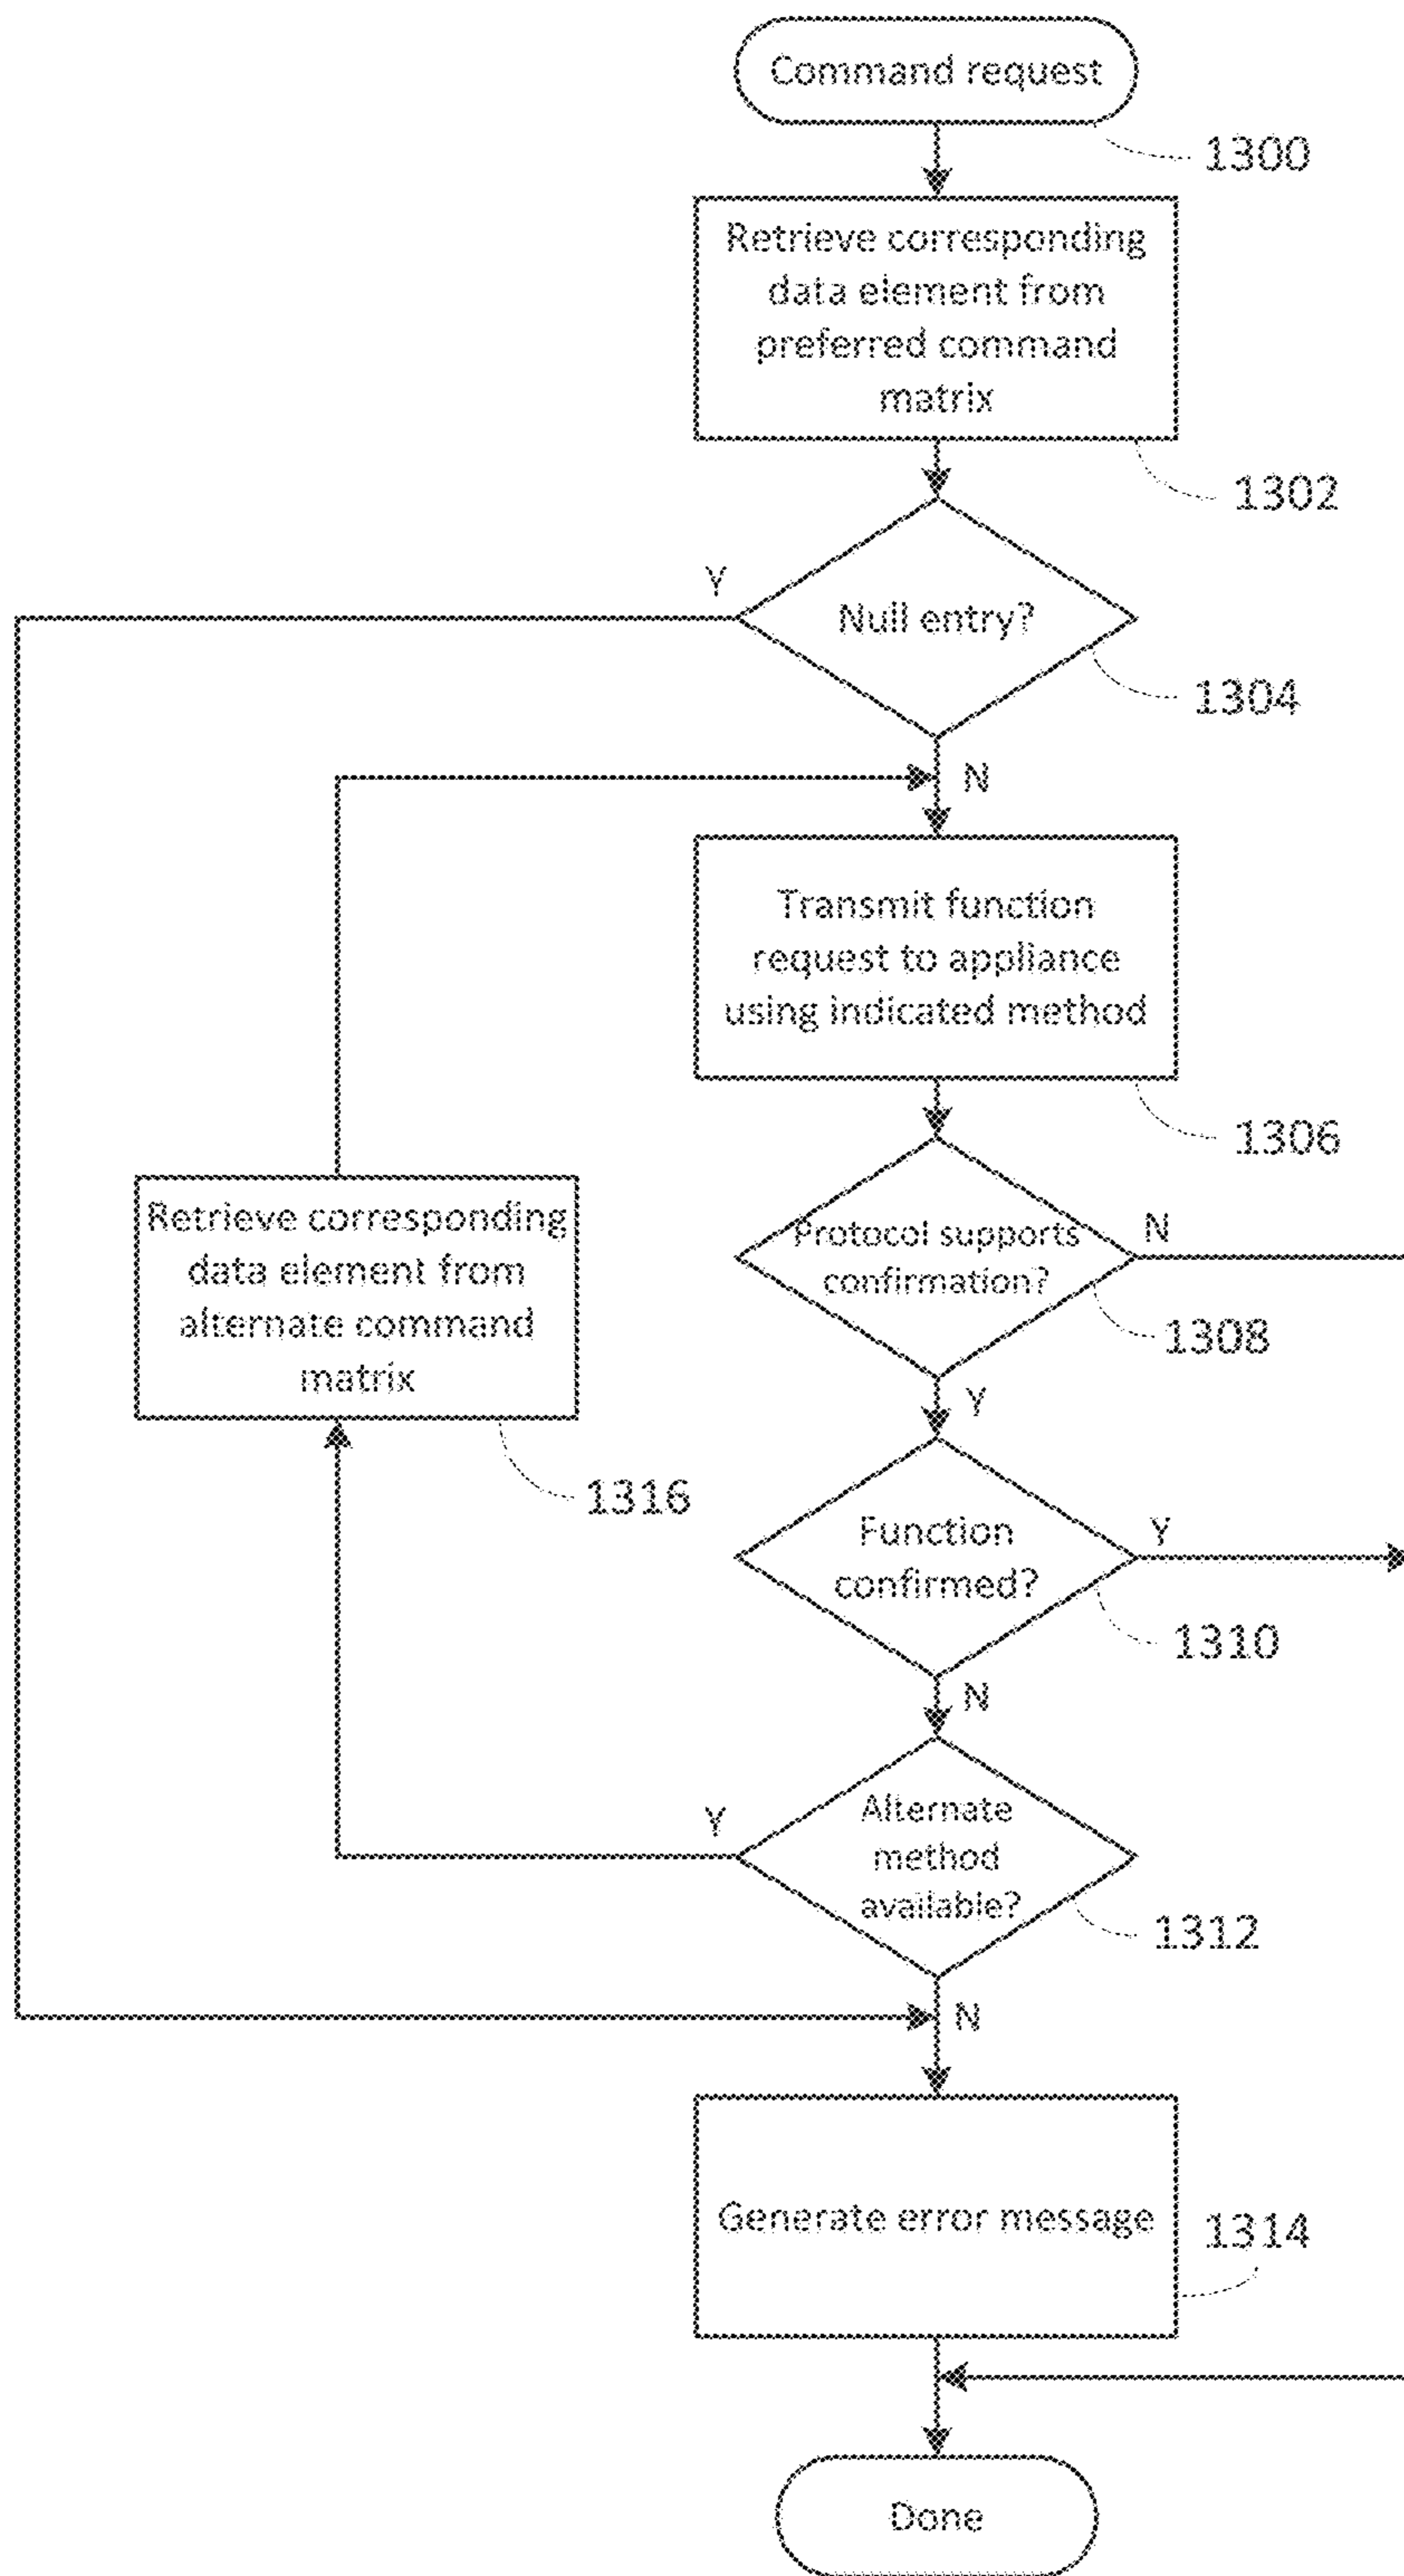 Command request
1300
Retrieve corresponding
data element from
preferred command
matrix
1302
Y
Null entry?
1304
N
Transmit function
request to appliance
using indicated method
1306
Retrieve corresponding
data element from
alternate command
matrix
1316
Protocol supports
confirmation?
N
1308
Y
Function
confirmed?
Y
1310
N
Y
Alternate
method
available?
1312
N
Generate error message
1314
Done